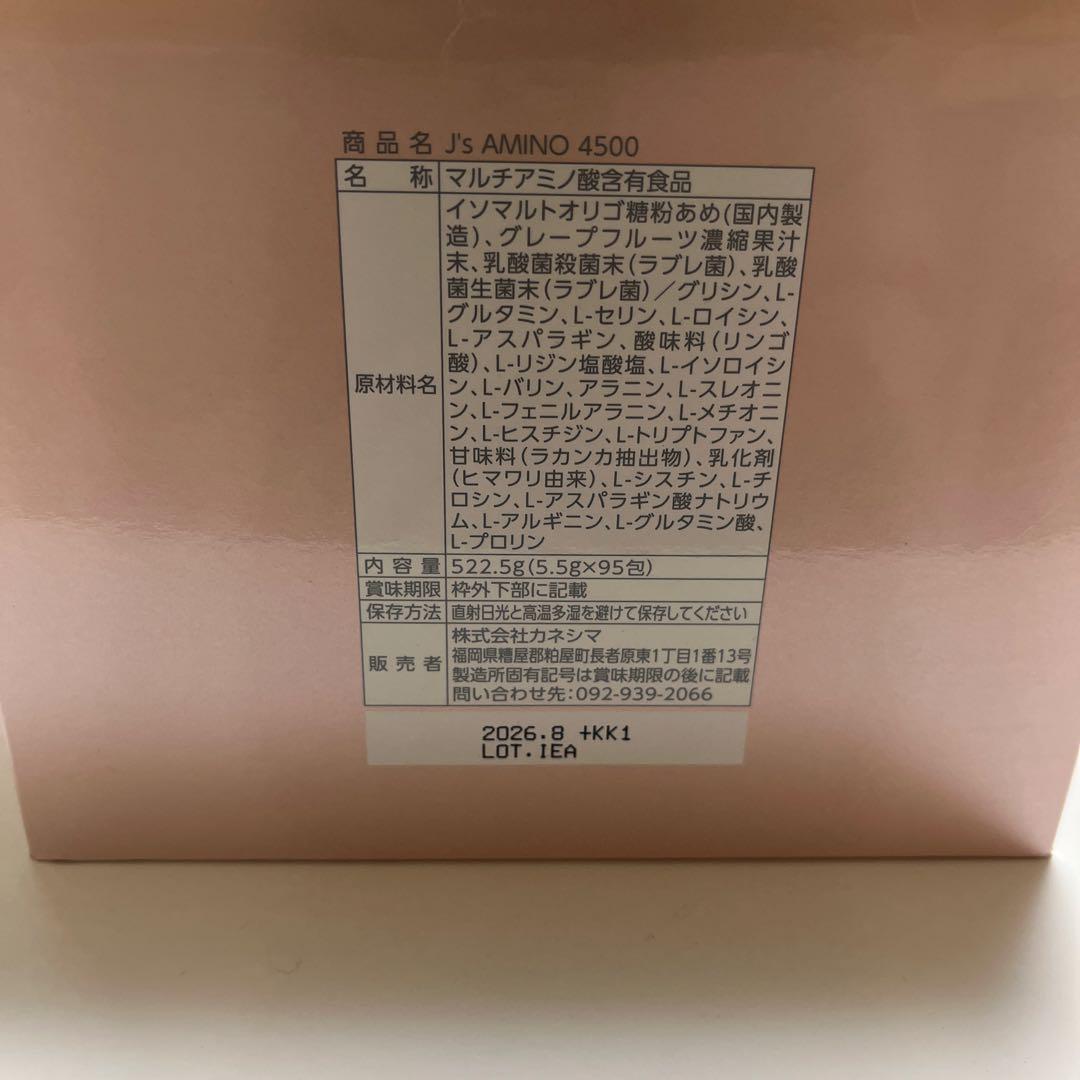 商品名 J's AMINO 4500
名称 マルチアミノ酸含有食品
原材料名
イソマルトオリゴ糖粉あめ(国内製
造)、グレープフルーツ濃縮果汁
末、乳酸菌殺菌末(ラブレ菌)、乳酸
菌生菌末(ラブレ菌)／グリシン、L-
グルタミン、L-セリン、L-ロイシン、
L-アスパラギン、酸味料(リンゴ
酸)、L-リジン塩酸塩、L-イソロイシ
ン、L-バリン、アラニン、L-スレオニ
ン、L-フェニルアラニン、L-メチオニ
ン、L-ヒスチジン、L-トリプトファン、
甘味料(ラカンカ抽出物)、乳化剤
(ヒマワリ由来)、L-シスチン、L-チ
ロシン、L-アスパラギン酸ナトリウ
ム、L-アルギニン、L-グルタミン酸、
L-プロリン
内容量 522.5g(5.5g×95包)
賞味期限 枠外下部に記載
保存方法 直射日光と高温多湿を避けて保存してください
販売者
株式会社カネシマ
福岡県糟屋郡粕屋町長者原東1丁目1番13号
製造所固有記号は賞味期限の後に記載
問い合わせ先:092-939-2066
2026.8 +KK1
LOT.IEA